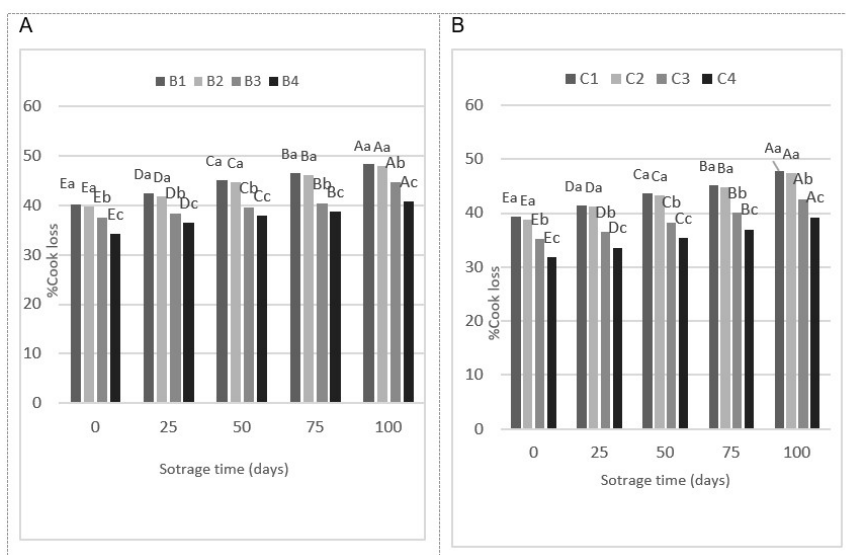 A
B1 B2 B3 B4
60
50
40
30
20
10
0
%Cook loss
Ea Ea Eb Ec
Da Da Db Dc
Ca Ca Cb Cc
Ba Ba Bb Bc
Aa Aa Ab Ac
0 25 50 75 100
Sotrage time (days)
B
C1 C2 C3 C4
60
50
40
30
20
10
0
%Cook loss
Ea Ea Eb Ec
Da Da Db Dc
Ca Ca Cb Cc
Ba Ba Bb Bc
Aa Aa Ab Ac
0 25 50 75 100
Sotrage time (days)